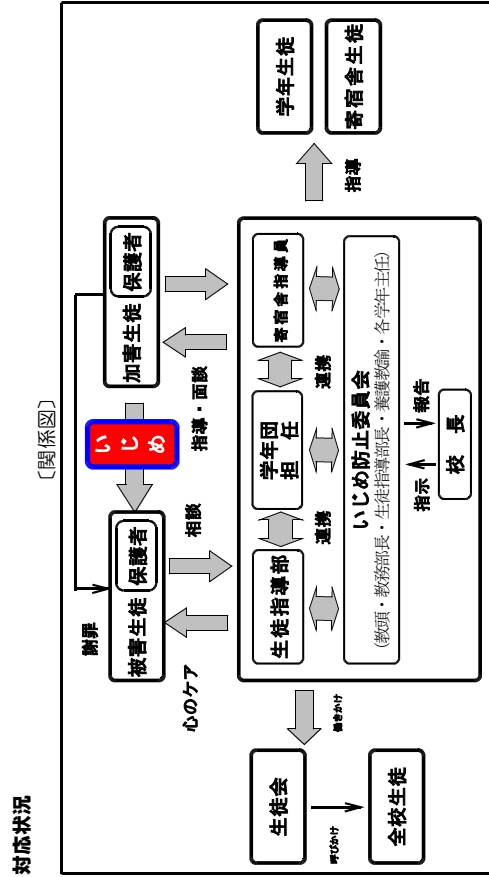 対応状況
〔関係図〕
謝罪
被害生徒
保護者
いじめ
加害生徒
保護者
心のケア
相談
指導・面談
生徒会
呼びかけ
全校生徒
働きかけ
生徒指導部
連携
学年団
担任
連携
寄宿舎指導員
いじめ防止委員会
(教頭・教務部長・生徒指導部長・養護教諭・各学年主任)
指示
報告
校長
指導
学年生徒
寄宿舎生徒